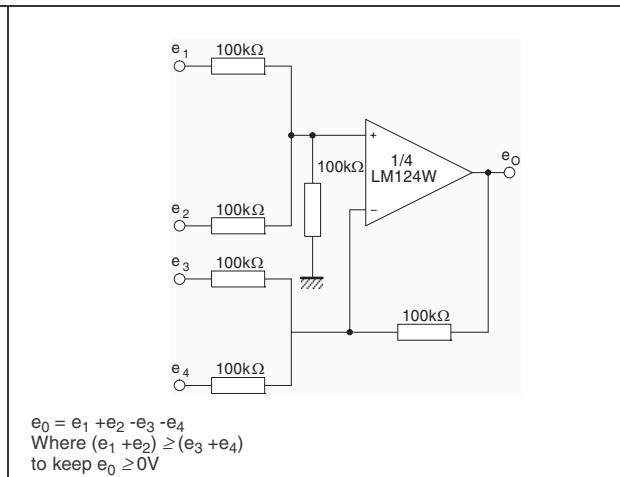 e1 100kΩ
100kΩ
+
1/4
LM124W
eO
e2 100kΩ
−
e3 100kΩ
100kΩ
e4 100kΩ
e0 = e1 +e2 -e3 -e4
Where (e1 +e2) ≥ (e3 +e4)
to keep e0 ≥ 0V